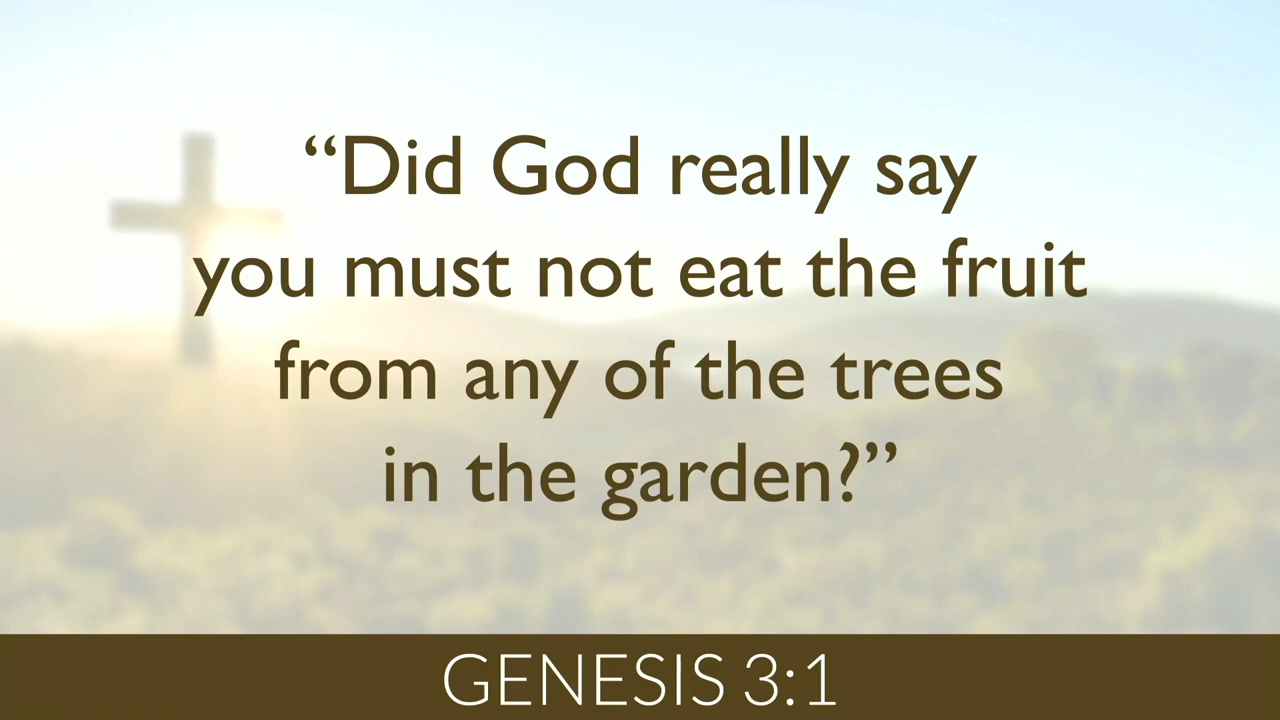 “Did God really say
you must not eat the fruit
from any of the trees
in the garden?”
GENESIS 3:1